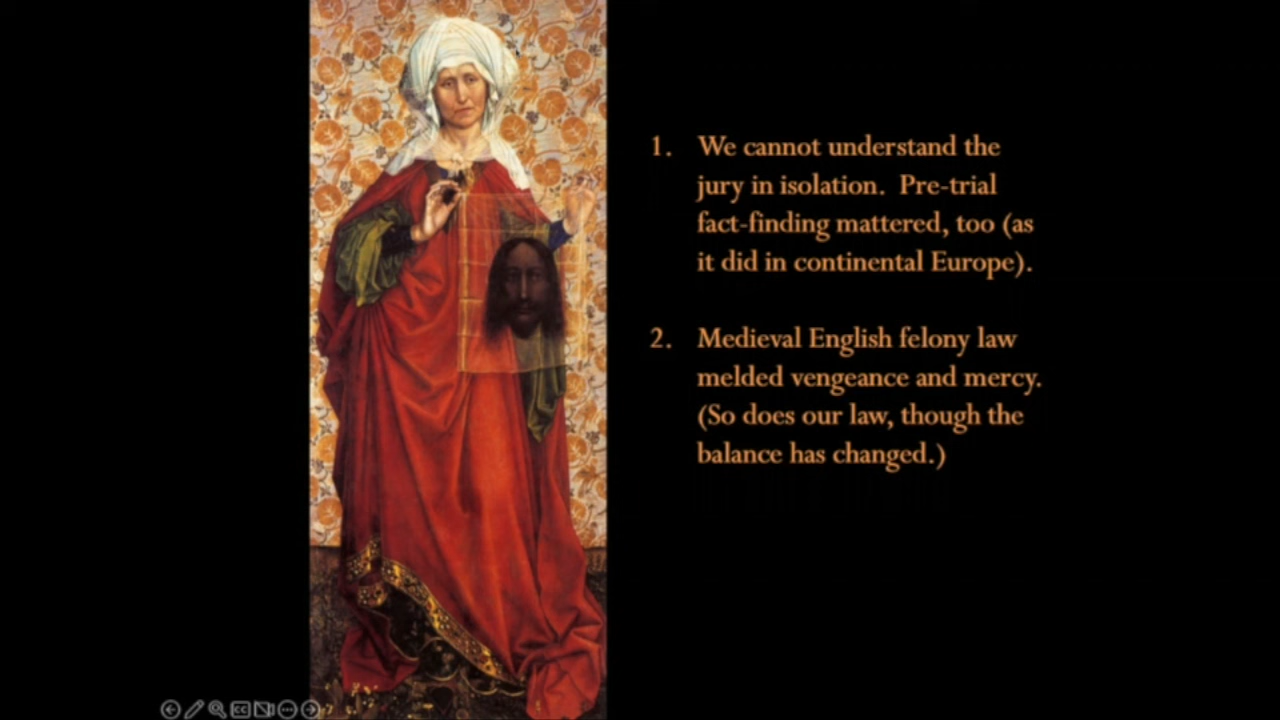 1. We cannot understand the
jury in isolation. Pre-trial
fact-finding mattered, too (as
it did in continental Europe).
2. Medieval English felony law
melded vengeance and mercy.
(So does our law, though the
balance has changed.)
CC